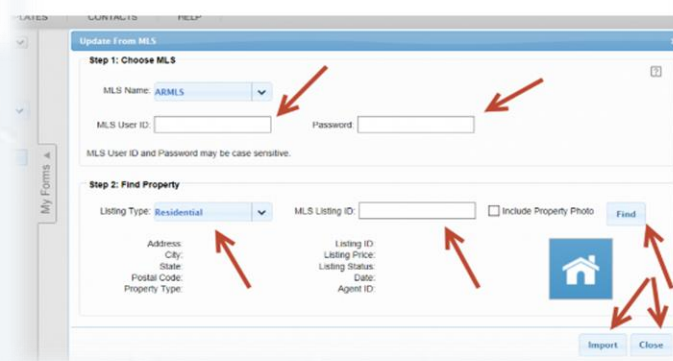 CONTACTS HELP
Update From MLS
Step 1: Choose MLS
?
MLS Name: ARMLS
MLS User ID: Password:
MLS User ID and Password may be case sensitive.
My Forms
Step 2: Find Property
Listing Type: Residential MLS Listing ID: Include Property Photo Find
Address: Listing ID:
City: Listing Price:
State: Listing Status:
Postal Code: Date:
Property Type: Agent ID:
Import Close